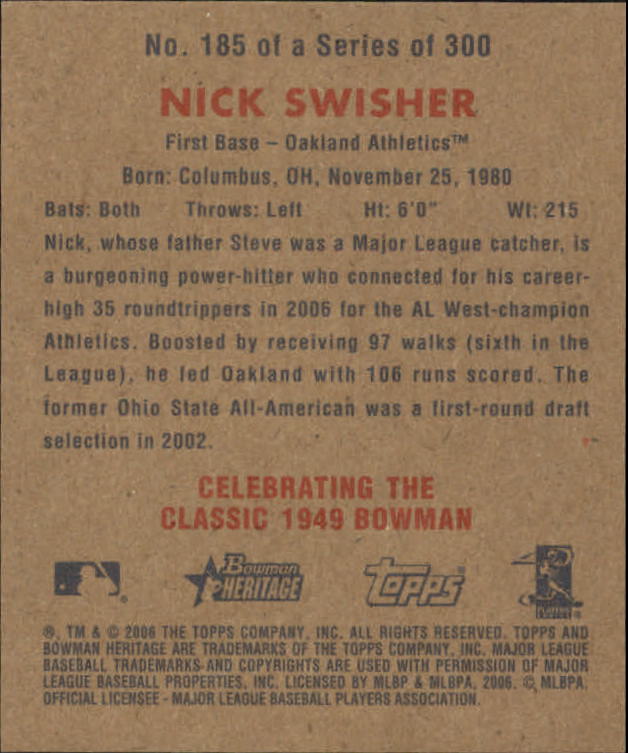 No. 185 of a Series of 300
NICK SWISHER
First Base – Oakland Athletics™
Born: Columbus, OH, November 25, 1980
Bats: Both Throws: Left Ht: 6'0" Wt: 215
Nick, whose father Steve was a Major League catcher, is
a burgeoning power-hitter who connected for his career-
high 35 roundtrippers in 2006 for the AL West-champion
Athletics. Boosted by receiving 97 walks (sixth in the
League), he led Oakland with 106 runs scored. The
former Ohio State All-American was a first-round draft
selection in 2002.
CELEBRATING THE
CLASSIC 1949 BOWMAN
Bowman
HERITAGE
TOPPS
®, TM & © 2006 THE TOPPS COMPANY, INC. ALL RIGHTS RESERVED. TOPPS AND
BOWMAN HERITAGE ARE TRADEMARKS OF THE TOPPS COMPANY, INC. MAJOR LEAGUE
BASEBALL TRADEMARKS AND COPYRIGHTS ARE USED WITH PERMISSION OF MAJOR
LEAGUE BASEBALL PROPERTIES, INC. LICENSED BY MLBP & MLBPA, 2006. © MLBPA.
OFFICIAL LICENSEE - MAJOR LEAGUE BASEBALL PLAYERS ASSOCIATION.